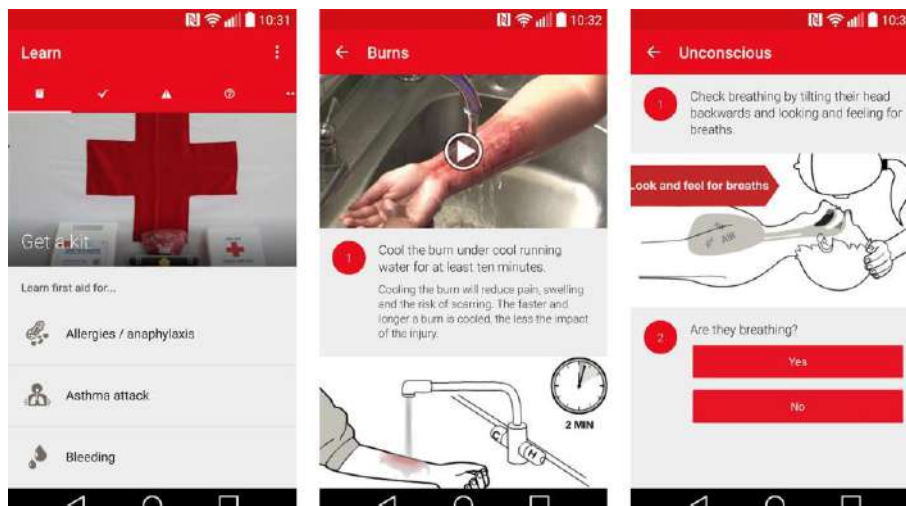 10:31
Learn
Get a kit
Learn first aid for...
Allergies / anaphylaxis
Asthma attack
Bleeding
10:32
Burns
1
Cool the burn under cool running
water for at least ten minutes.
Cooling the burn will reduce pain, swelling
and the risk of scarring. The faster and
longer a burn is cooled, the less the impact
of the injury.
2 MIN
C
H
10:3
Unconscious
1
Check breathing by tilting their head
backwards and looking and feeling for
breaths.
Look and feel for breaths
AIR
2
Are they breathing?
Yes
No